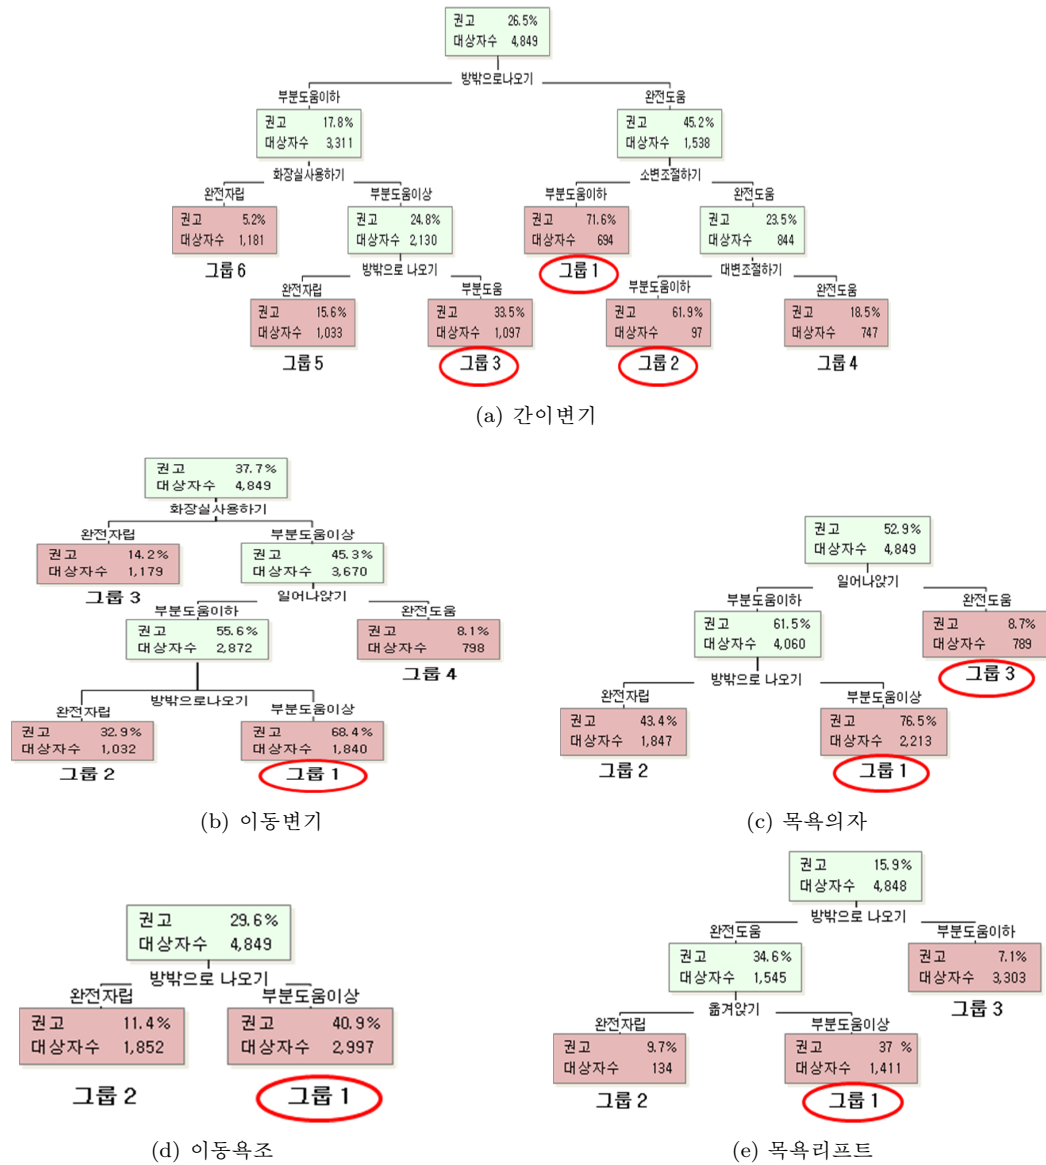 권고 26.5%
대상자수 4,849
방밖으로나오기
부분도움이하 완전도움
권고 17.8% 권고 45.2%
대상자수 3,311 대상자수 1,538
화장실사용하기 소변조절하기
완전자립 부분도움이상 부분도움이하 완전도움
권고 5.2% 권고 24.8% 권고 71.6% 권고 23.5%
대상자수 1,181 대상자수 2,130 대상자수 694 대상자수 844
그룹 6 방밖으로 나오기 그룹 1 대변조절하기
완전자립 부분도움 부분도움이하 완전도움
권고 15.6% 권고 33.5% 권고 61.9% 권고 18.5%
대상자수 1,033 대상자수 1,097 대상자수 97 대상자수 747
그룹 5 그룹 3 그룹 2 그룹 4
(a) 간이변기
권고 37.7%
대상자수 4,849
화장실사용하기
완전자립 부분도움이상
권고 14.2% 권고 45.3%
대상자수 1,179 대상자수 3,670
그룹 3 일어나앉기
부분도움이하 완전도움
권고 55.6% 권고 8.1%
대상자수 2,872 대상자수 798
그룹 4
방밖으로나오기
완전자립 부분도움이상
권고 32.9% 권고 68.4%
대상자수 1,032 대상자수 1,840
그룹 2 그룹 1
(b) 이동변기
권고 52.9%
대상자수 4,849
일어나앉기
부분도움이하 완전도움
권고 61.5% 권고 8.7%
대상자수 4,060 대상자수 789
방밖으로 나오기 그룹 3
완전자립 부분도움이상
권고 43.4% 권고 76.5%
대상자수 1,847 대상자수 2,213
그룹 2 그룹 1
(c) 목욕의자
권고 29.6%
대상자수 4,849
방밖으로 나오기
완전자립 부분도움이상
권고 11.4% 권고 40.9%
대상자수 1,852 대상자수 2,997
그룹 2 그룹 1
(d) 이동욕조
권고 15.9%
대상자수 4,848
방밖으로 나오기
완전도움 부분도움이하
권고 34.6% 권고 7.1%
대상자수 1,545 대상자수 3,303
옮겨앉기 그룹 3
완전자립 부분도움이상
권고 9.7% 권고 37 %
대상자수 134 대상자수 1,411
그룹 2 그룹 1
(e) 목욕리프트